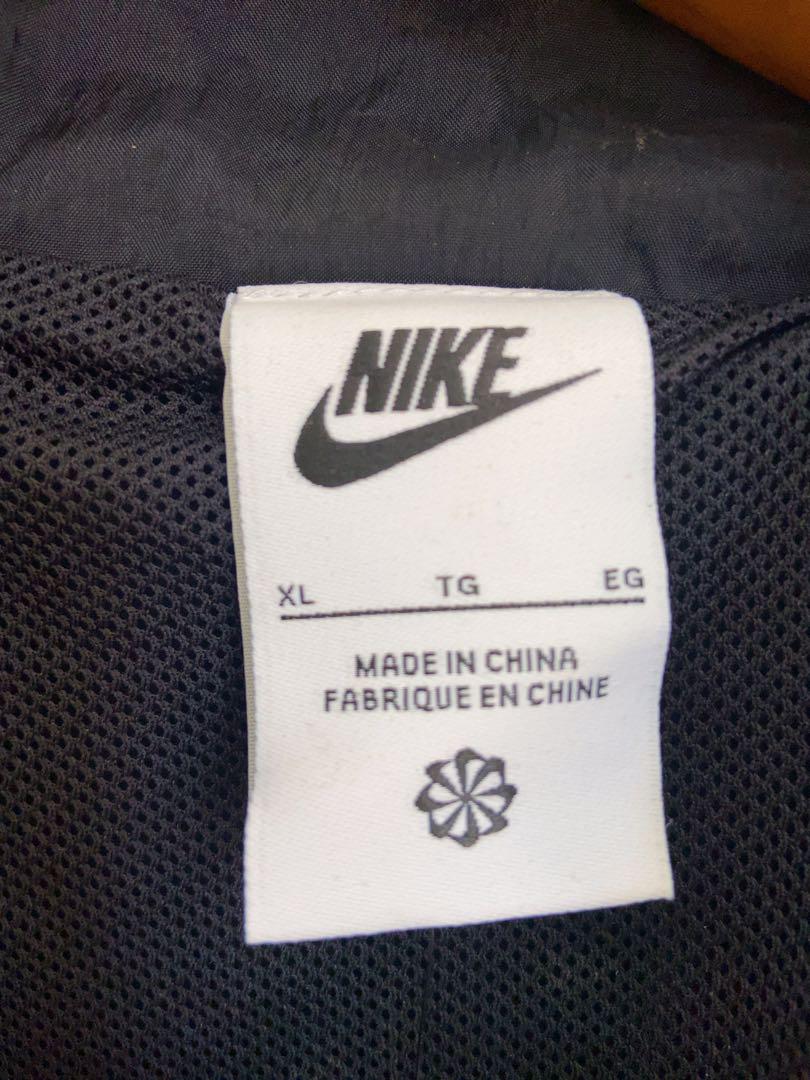 NIKE
XL TG EG
MADE IN CHINA
FABRIQUE EN CHINE